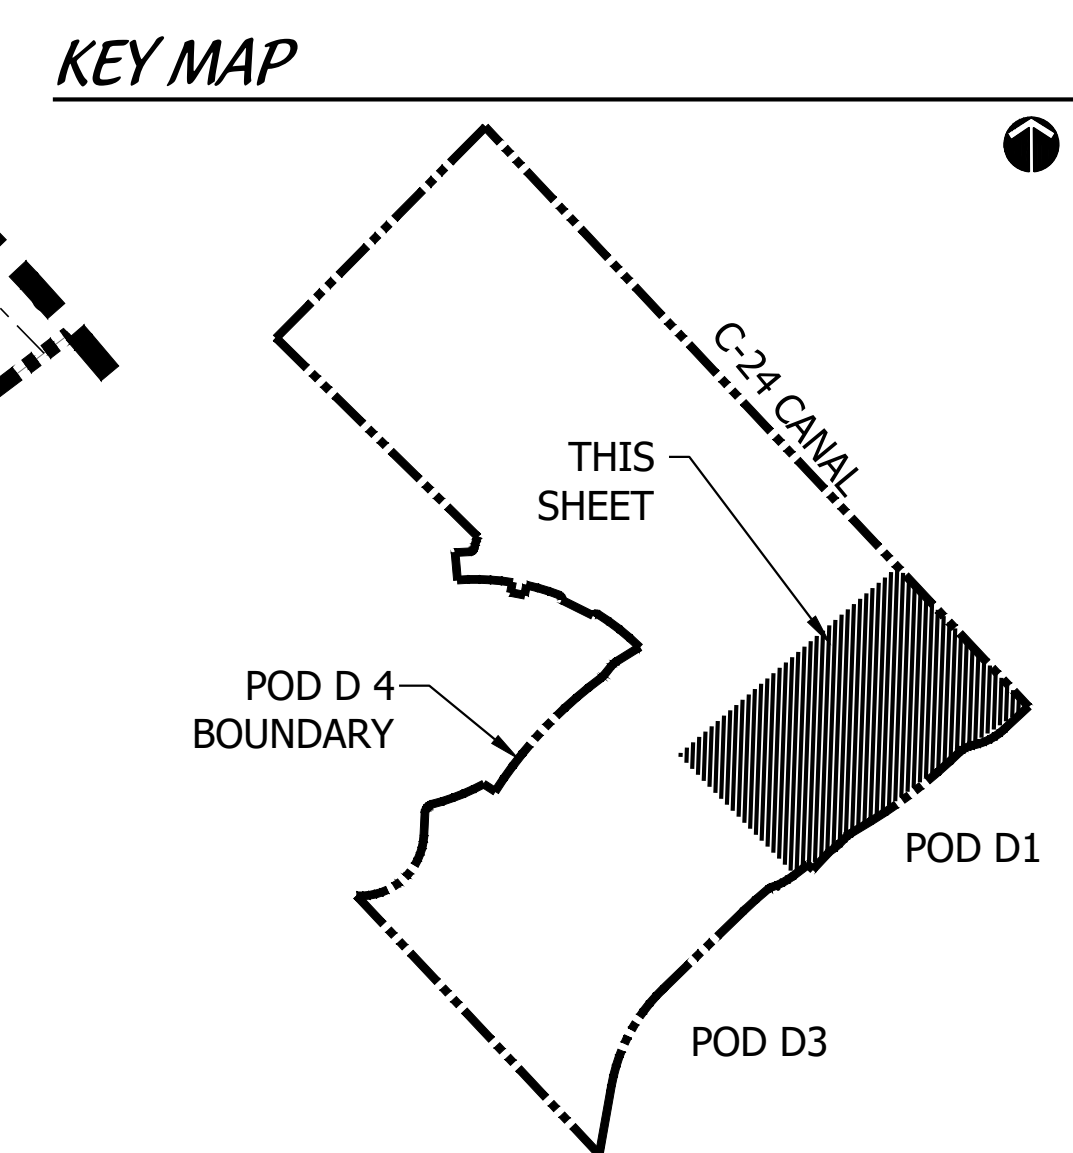 KEY MAP
C-24 CANAL
THIS
SHEET
POD D 4
BOUNDARY
POD D1
POD D3